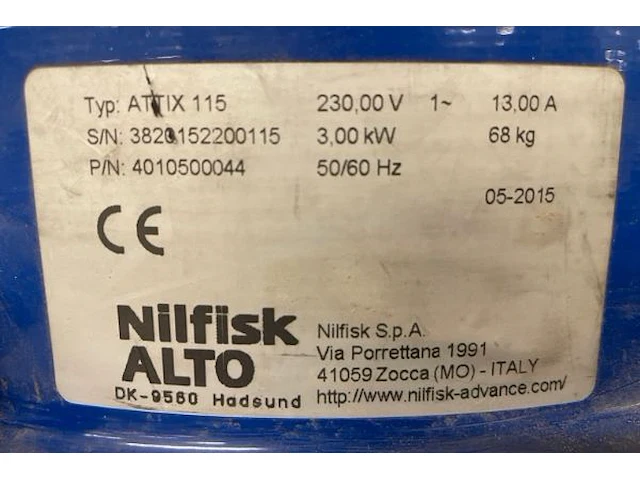 Typ: ATTIX 115 230,00 V 1~ 13,00 A
S/N: 3820152200115 3,00 kW 68 kg
P/N: 4010500044 50/60 Hz
05-2015
CE
Nilfisk
ALTO
DK-9560 Hadsund
Nilfisk S.p.A.
Via Porrettana 1991
41059 Zocca (MO) - ITALY
http://www.nilfisk-advance.com/